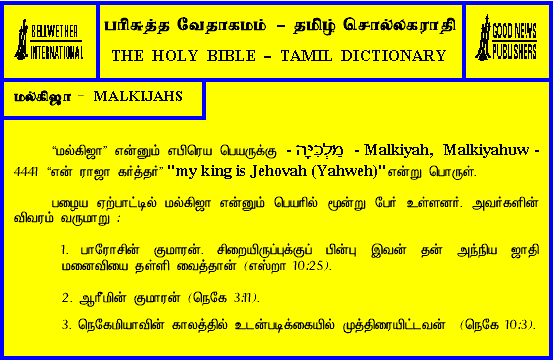 BELLWETHER
INTERNATIONAL
பரிசுத்த வேதாகமம் – தமிழ் சொல்லகராதி
THE HOLY BIBLE – TAMIL DICTIONARY
GOOD NEWS
PUBLISHERS
மல்கிஜா – MALKIJAHS
“மல்கிஜா” என்னும் எபிரெய பெயருக்கு - מַלְכִּיָּה - Malkiyah, Malkiyahuw -
4441 “என் ராஜா கர்த்தர்” "my king is Jehovah (Yahweh)" என்று பொருள்.
பழைய ஏற்பாட்டில் மல்கிஜா என்னும் பெயரில் மூன்று பேர் உள்ளனர். அவர்களின்
விவரம் வருமாறு :
1. பாரோசின் குமாரன். சிறையிருப்புக்குப் பின்பு இவன் தன் அந்நிய ஜாதி
மனைவியை தள்ளி வைத்தான் (எஸ்றா 10:25).
2. ஆரீமின் குமாரன் (நெகே 3:11).
3. நெகேமியாவின் காலத்தில் உடன்படிக்கையில் முத்திரையிட்டவன் (நெகே 10:3).